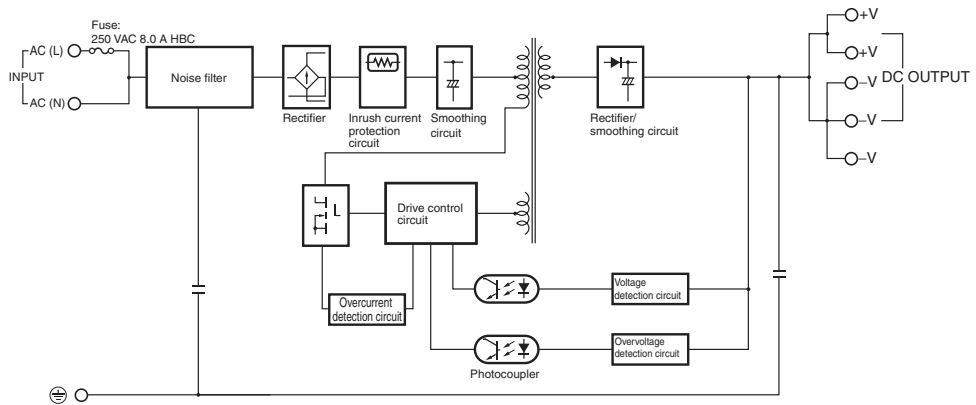 Fuse:
250 VAC 8.0 A HBC
AC (L)
INPUT
AC (N)
Noise filter
Rectifier
Inrush current
protection
circuit
Smoothing
circuit
Rectifier/
smoothing circuit
+V
+V
−V
DC OUTPUT
−V
−V
Drive control
circuit
Overcurrent
detection circuit
Voltage
detection circuit
Overvoltage
detection circuit
Photocoupler